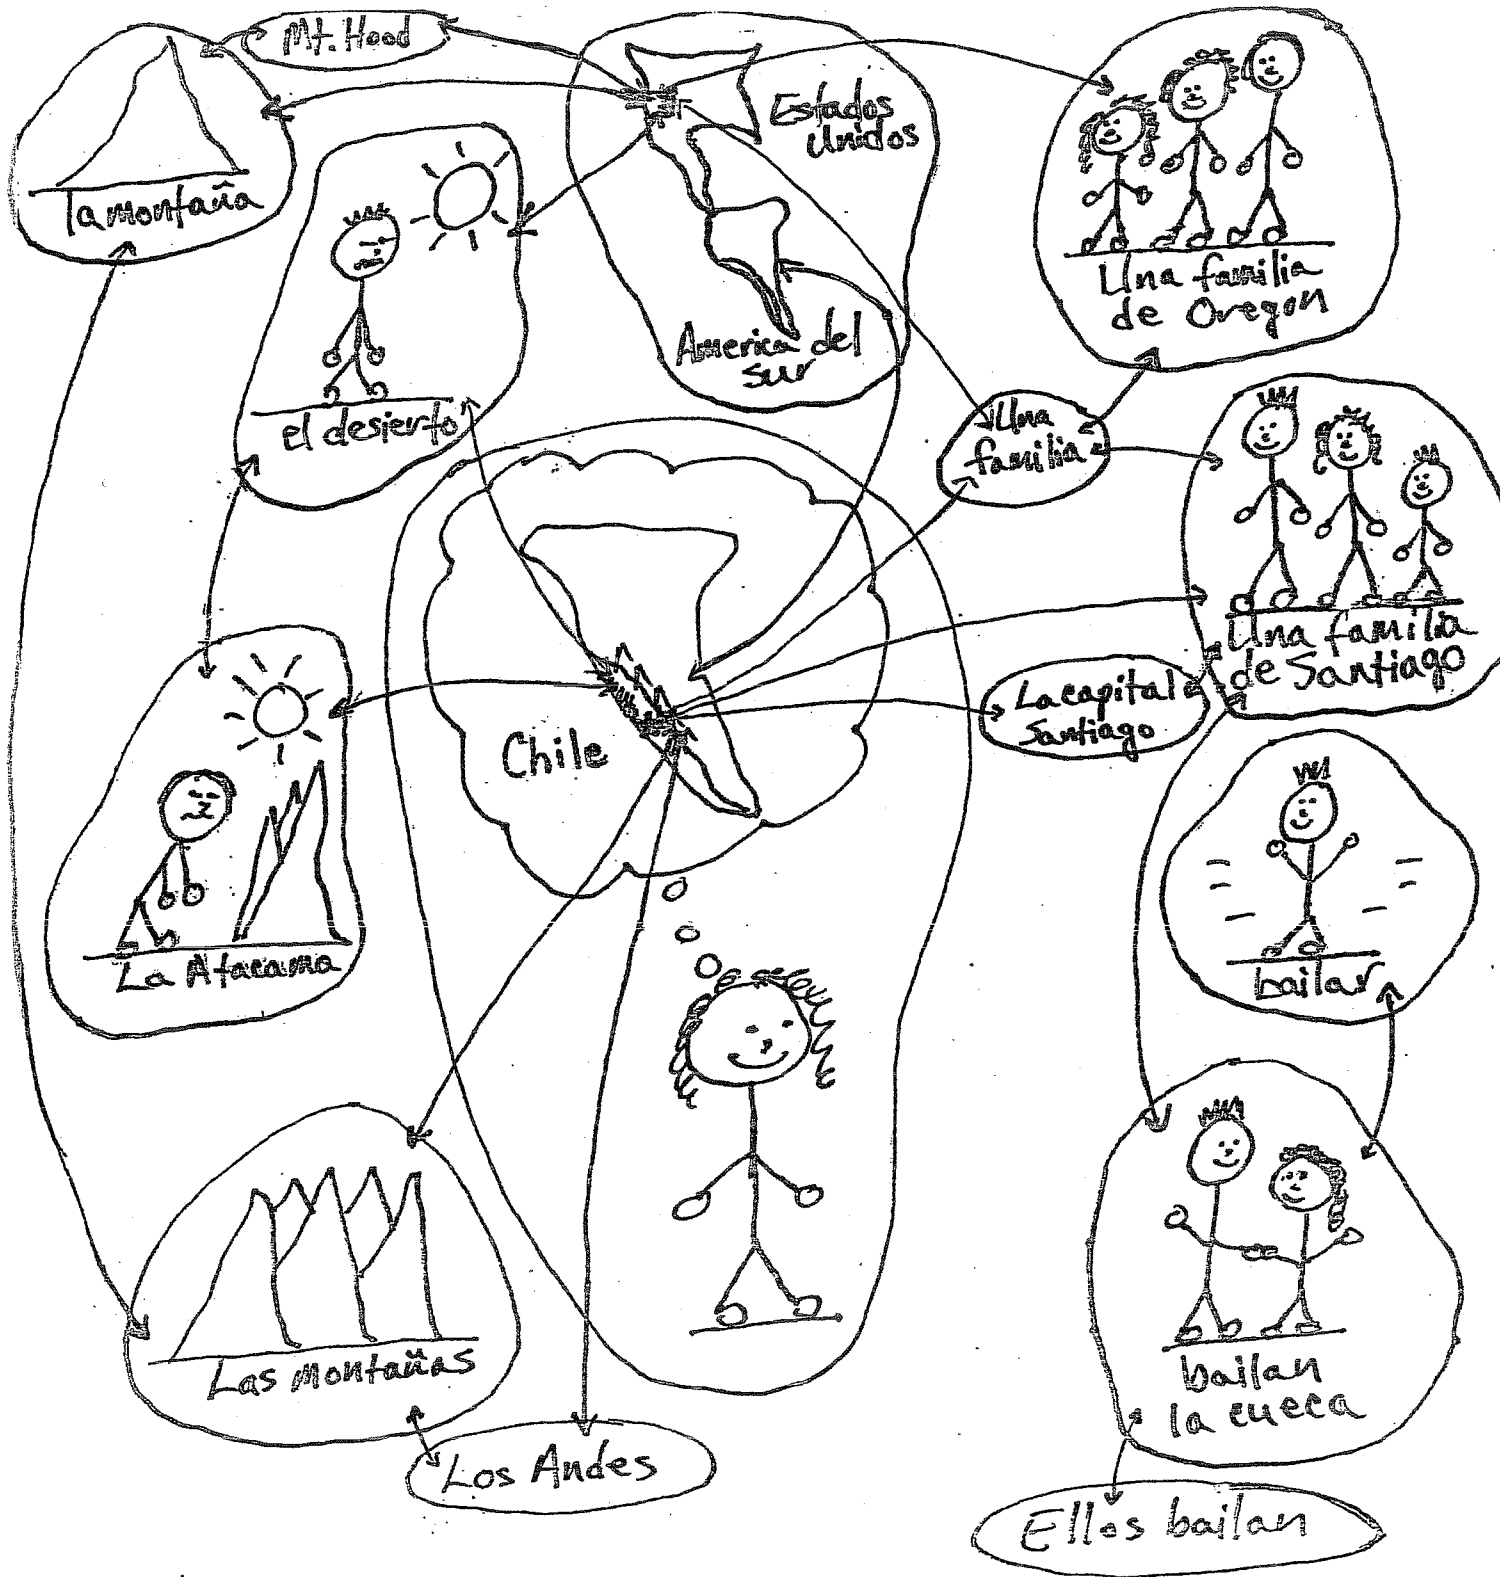 Mt. Hood
la montaña
Estados
Unidos
America del
sur
Una familia
de Oregon
el desierto
Una
familia
Una familia
de Santiago
La capital
Santiago
Chile
La Atacama
bailar
Las montañas
Los Andes
bailan
la cueca
Ellos bailan